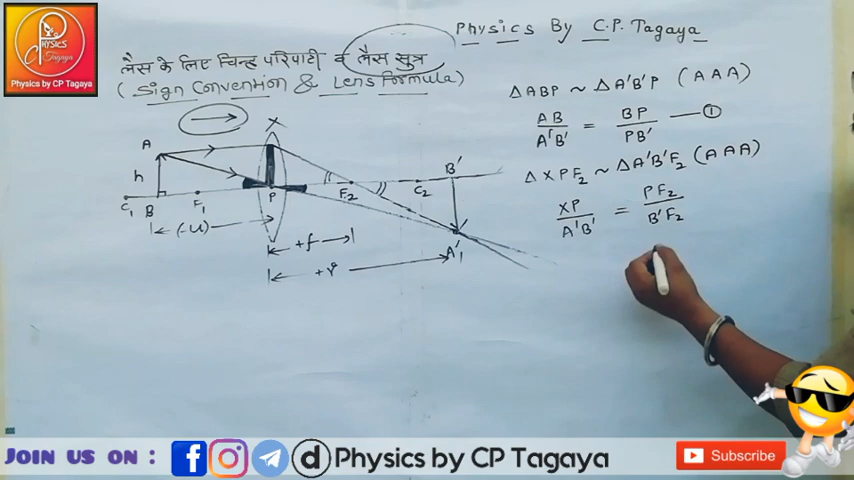 PHYSICS
Tagaya
Physics by CP Tagaya
Physics By C.P. Tagaya
लैंस के लिए चिन्ह परिपाटी व लैंस सुत्र
(Sign Convention & Lens Formula)
ΔABP ~ ΔA'B'P (AAA)
AB/A'B' = BP/PB' — ①
ΔXPF₂ ~ ΔA'B'F₂ (AAA)
XP/A'B' = PF₂/B'F₂
X
A
h
C₁ B F₁ P F₂ C₂ B'
(-u)
+f
+v
A'₁
JOIN US ON : f d Physics by CP Tagaya
Subscribe